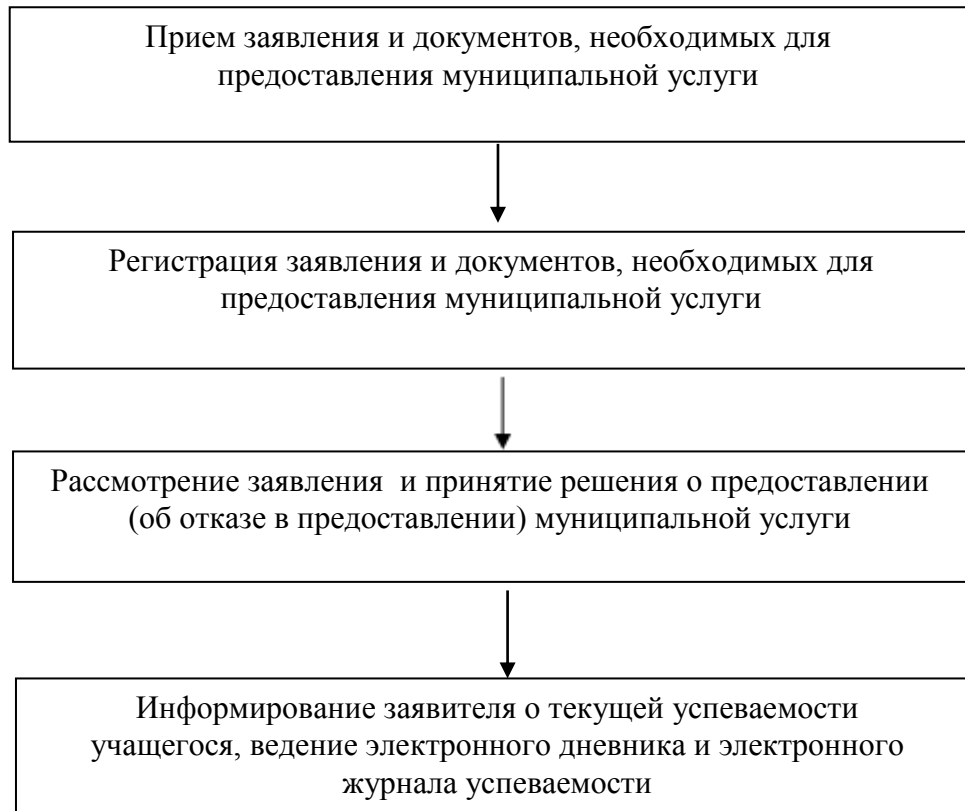 Прием заявления и документов, необходимых для
предоставления муниципальной услуги
Регистрация заявления и документов, необходимых для
предоставления муниципальной услуги
Рассмотрение заявления и принятие решения о предоставлении
(об отказе в предоставлении) муниципальной услуги
Информирование заявителя о текущей успеваемости
учащегося, ведение электронного дневника и электронного
журнала успеваемости